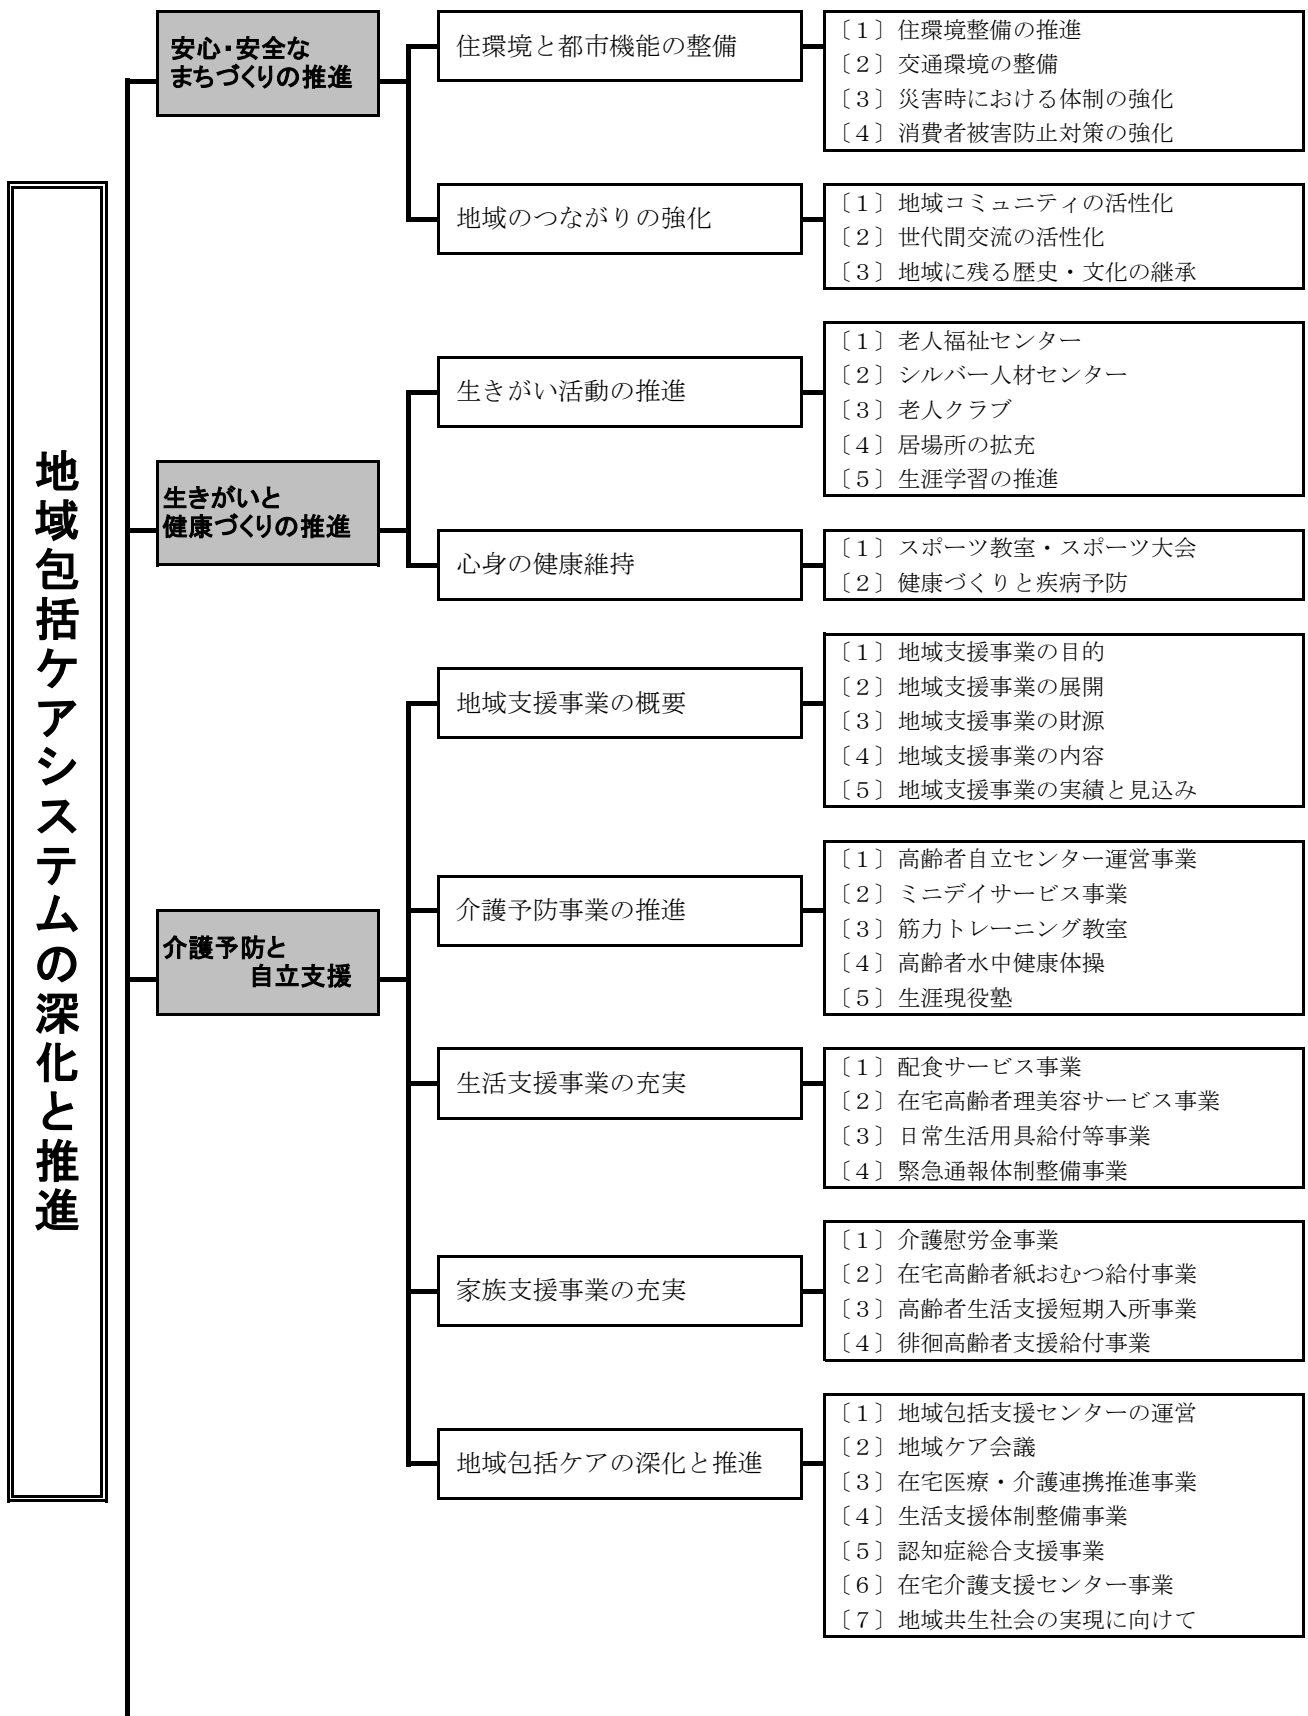 地域包括ケアシステムの深化と推進
安心・安全な
まちづくりの推進
住環境と都市機能の整備
〔１〕住環境整備の推進
〔２〕交通環境の整備
〔３〕災害時における体制の強化
〔４〕消費者被害防止対策の強化
地域のつながりの強化
〔１〕地域コミュニティの活性化
〔２〕世代間交流の活性化
〔３〕地域に残る歴史・文化の継承
生きがいと
健康づくりの推進
生きがい活動の推進
〔１〕老人福祉センター
〔２〕シルバー人材センター
〔３〕老人クラブ
〔４〕居場所の拡充
〔５〕生涯学習の推進
心身の健康維持
〔１〕スポーツ教室・スポーツ大会
〔２〕健康づくりと疾病予防
介護予防と
自立支援
地域支援事業の概要
〔１〕地域支援事業の目的
〔２〕地域支援事業の展開
〔３〕地域支援事業の財源
〔４〕地域支援事業の内容
〔５〕地域支援事業の実績と見込み
介護予防事業の推進
〔１〕高齢者自立センター運営事業
〔２〕ミニデイサービス事業
〔３〕筋力トレーニング教室
〔４〕高齢者水中健康体操
〔５〕生涯現役塾
生活支援事業の充実
〔１〕配食サービス事業
〔２〕在宅高齢者理美容サービス事業
〔３〕日常生活用具給付等事業
〔４〕緊急通報体制整備事業
家族支援事業の充実
〔１〕介護慰労金事業
〔２〕在宅高齢者紙おむつ給付事業
〔３〕高齢者生活支援短期入所事業
〔４〕徘徊高齢者支援給付事業
地域包括ケアの深化と推進
〔１〕地域包括支援センターの運営
〔２〕地域ケア会議
〔３〕在宅医療・介護連携推進事業
〔４〕生活支援体制整備事業
〔５〕認知症総合支援事業
〔６〕在宅介護支援センター事業
〔７〕地域共生社会の実現に向けて